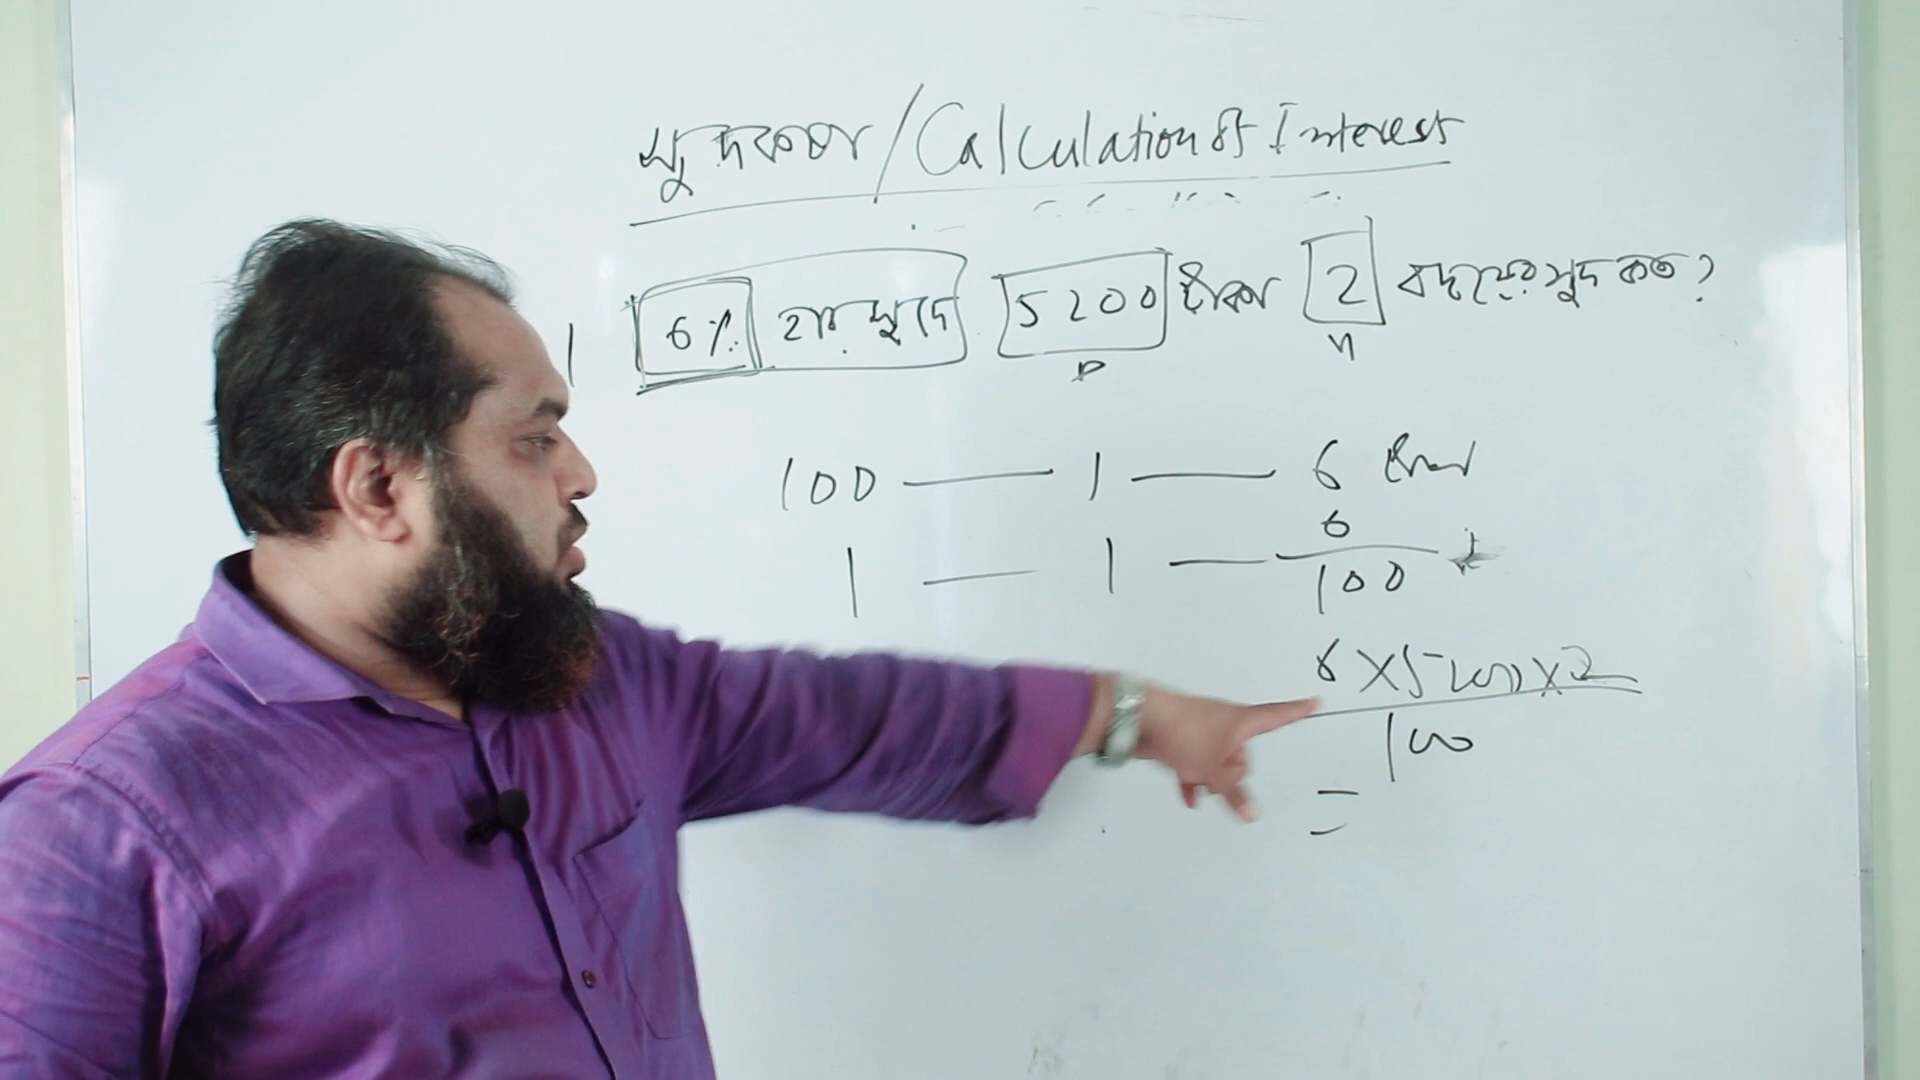 সুদকষা/Calculation of Interest
1 6% হার সুদে 5200 টাকা 2 বছরের সুদ কত?
P n
100 — 1 — 6 টাকা
1 — 1 — 6/100
6×5200×2
100
=